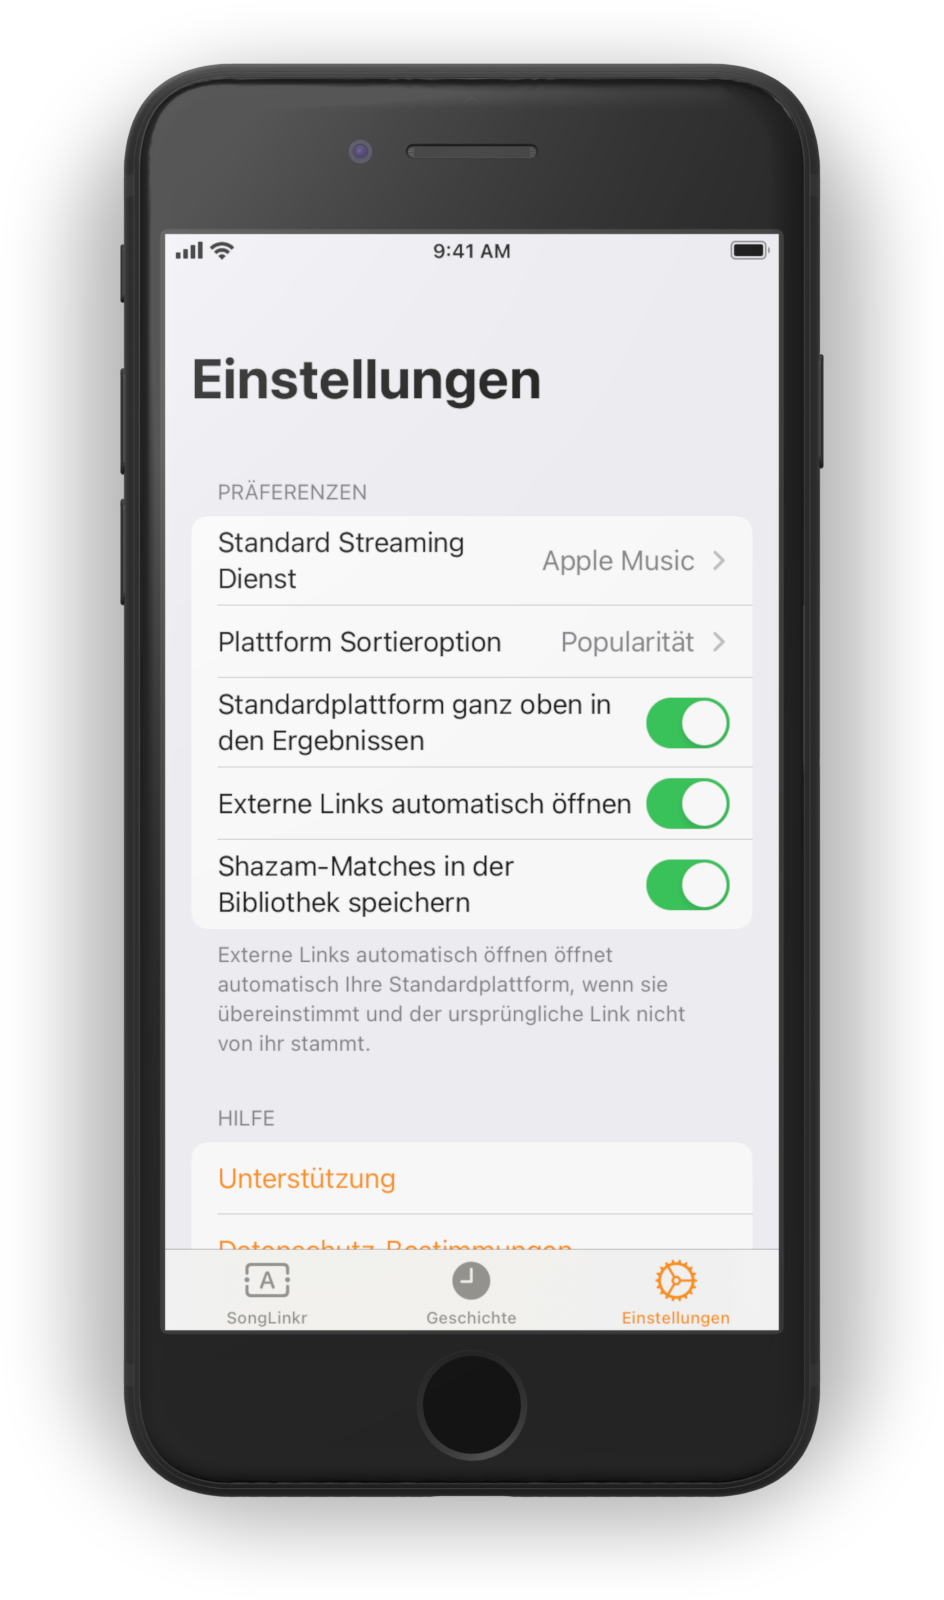 9:41 AM
Einstellungen
PRÄFERENZEN
Standard Streaming
Dienst
Apple Music
Plattform Sortieroption
Popularität
Standardplattform ganz oben in
den Ergebnissen
Externe Links automatisch öffnen
Shazam-Matches in der
Bibliothek speichern
Externe Links automatisch öffnen öffnet
automatisch Ihre Standardplattform, wenn sie
übereinstimmt und der ursprüngliche Link nicht
von ihr stammt.
HILFE
Unterstützung
Datenschutz-Bestimmungen
A
SongLinkr
Geschichte
Einstellungen